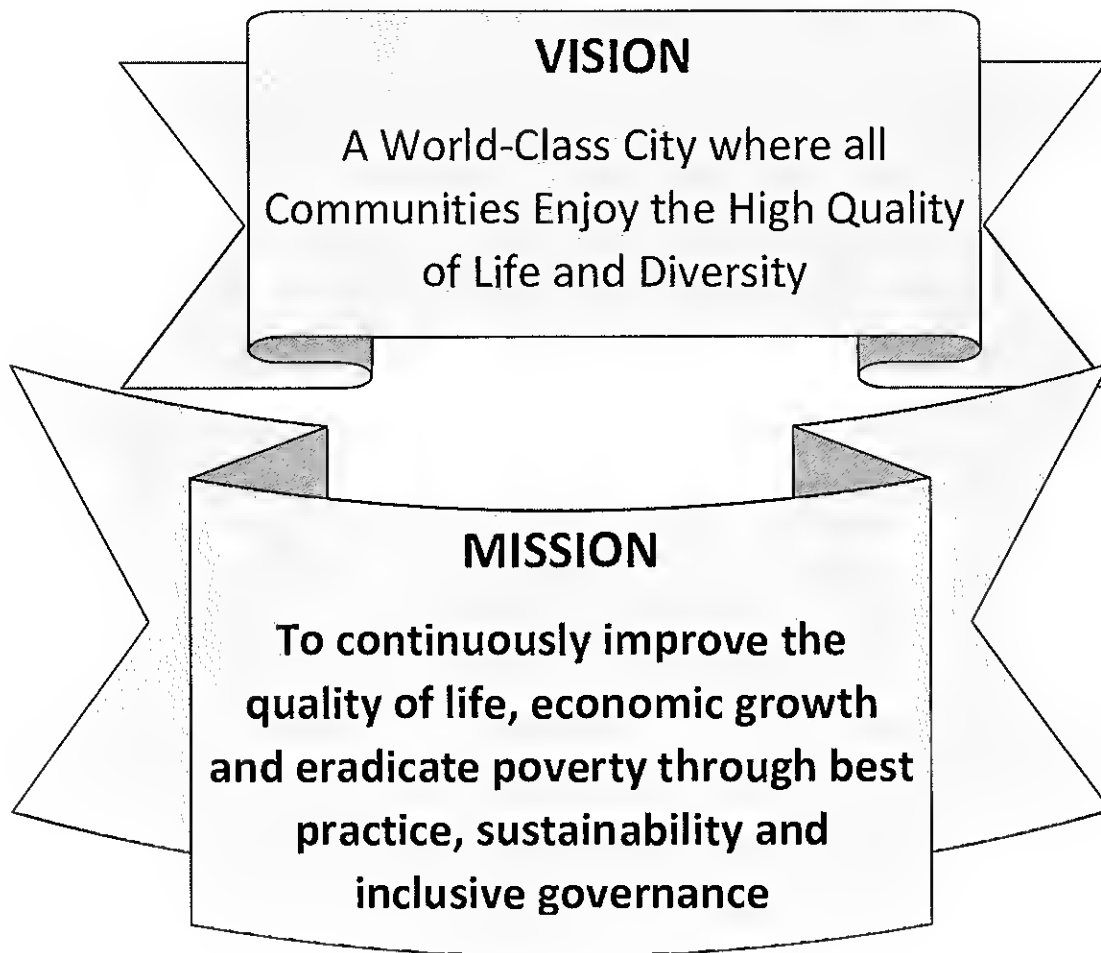 VISION
A World-Class City where all
Communities Enjoy the High Quality
of Life and Diversity
MISSION
To continuously improve the
quality of life, economic growth
and eradicate poverty through best
practice, sustainability and
inclusive governance